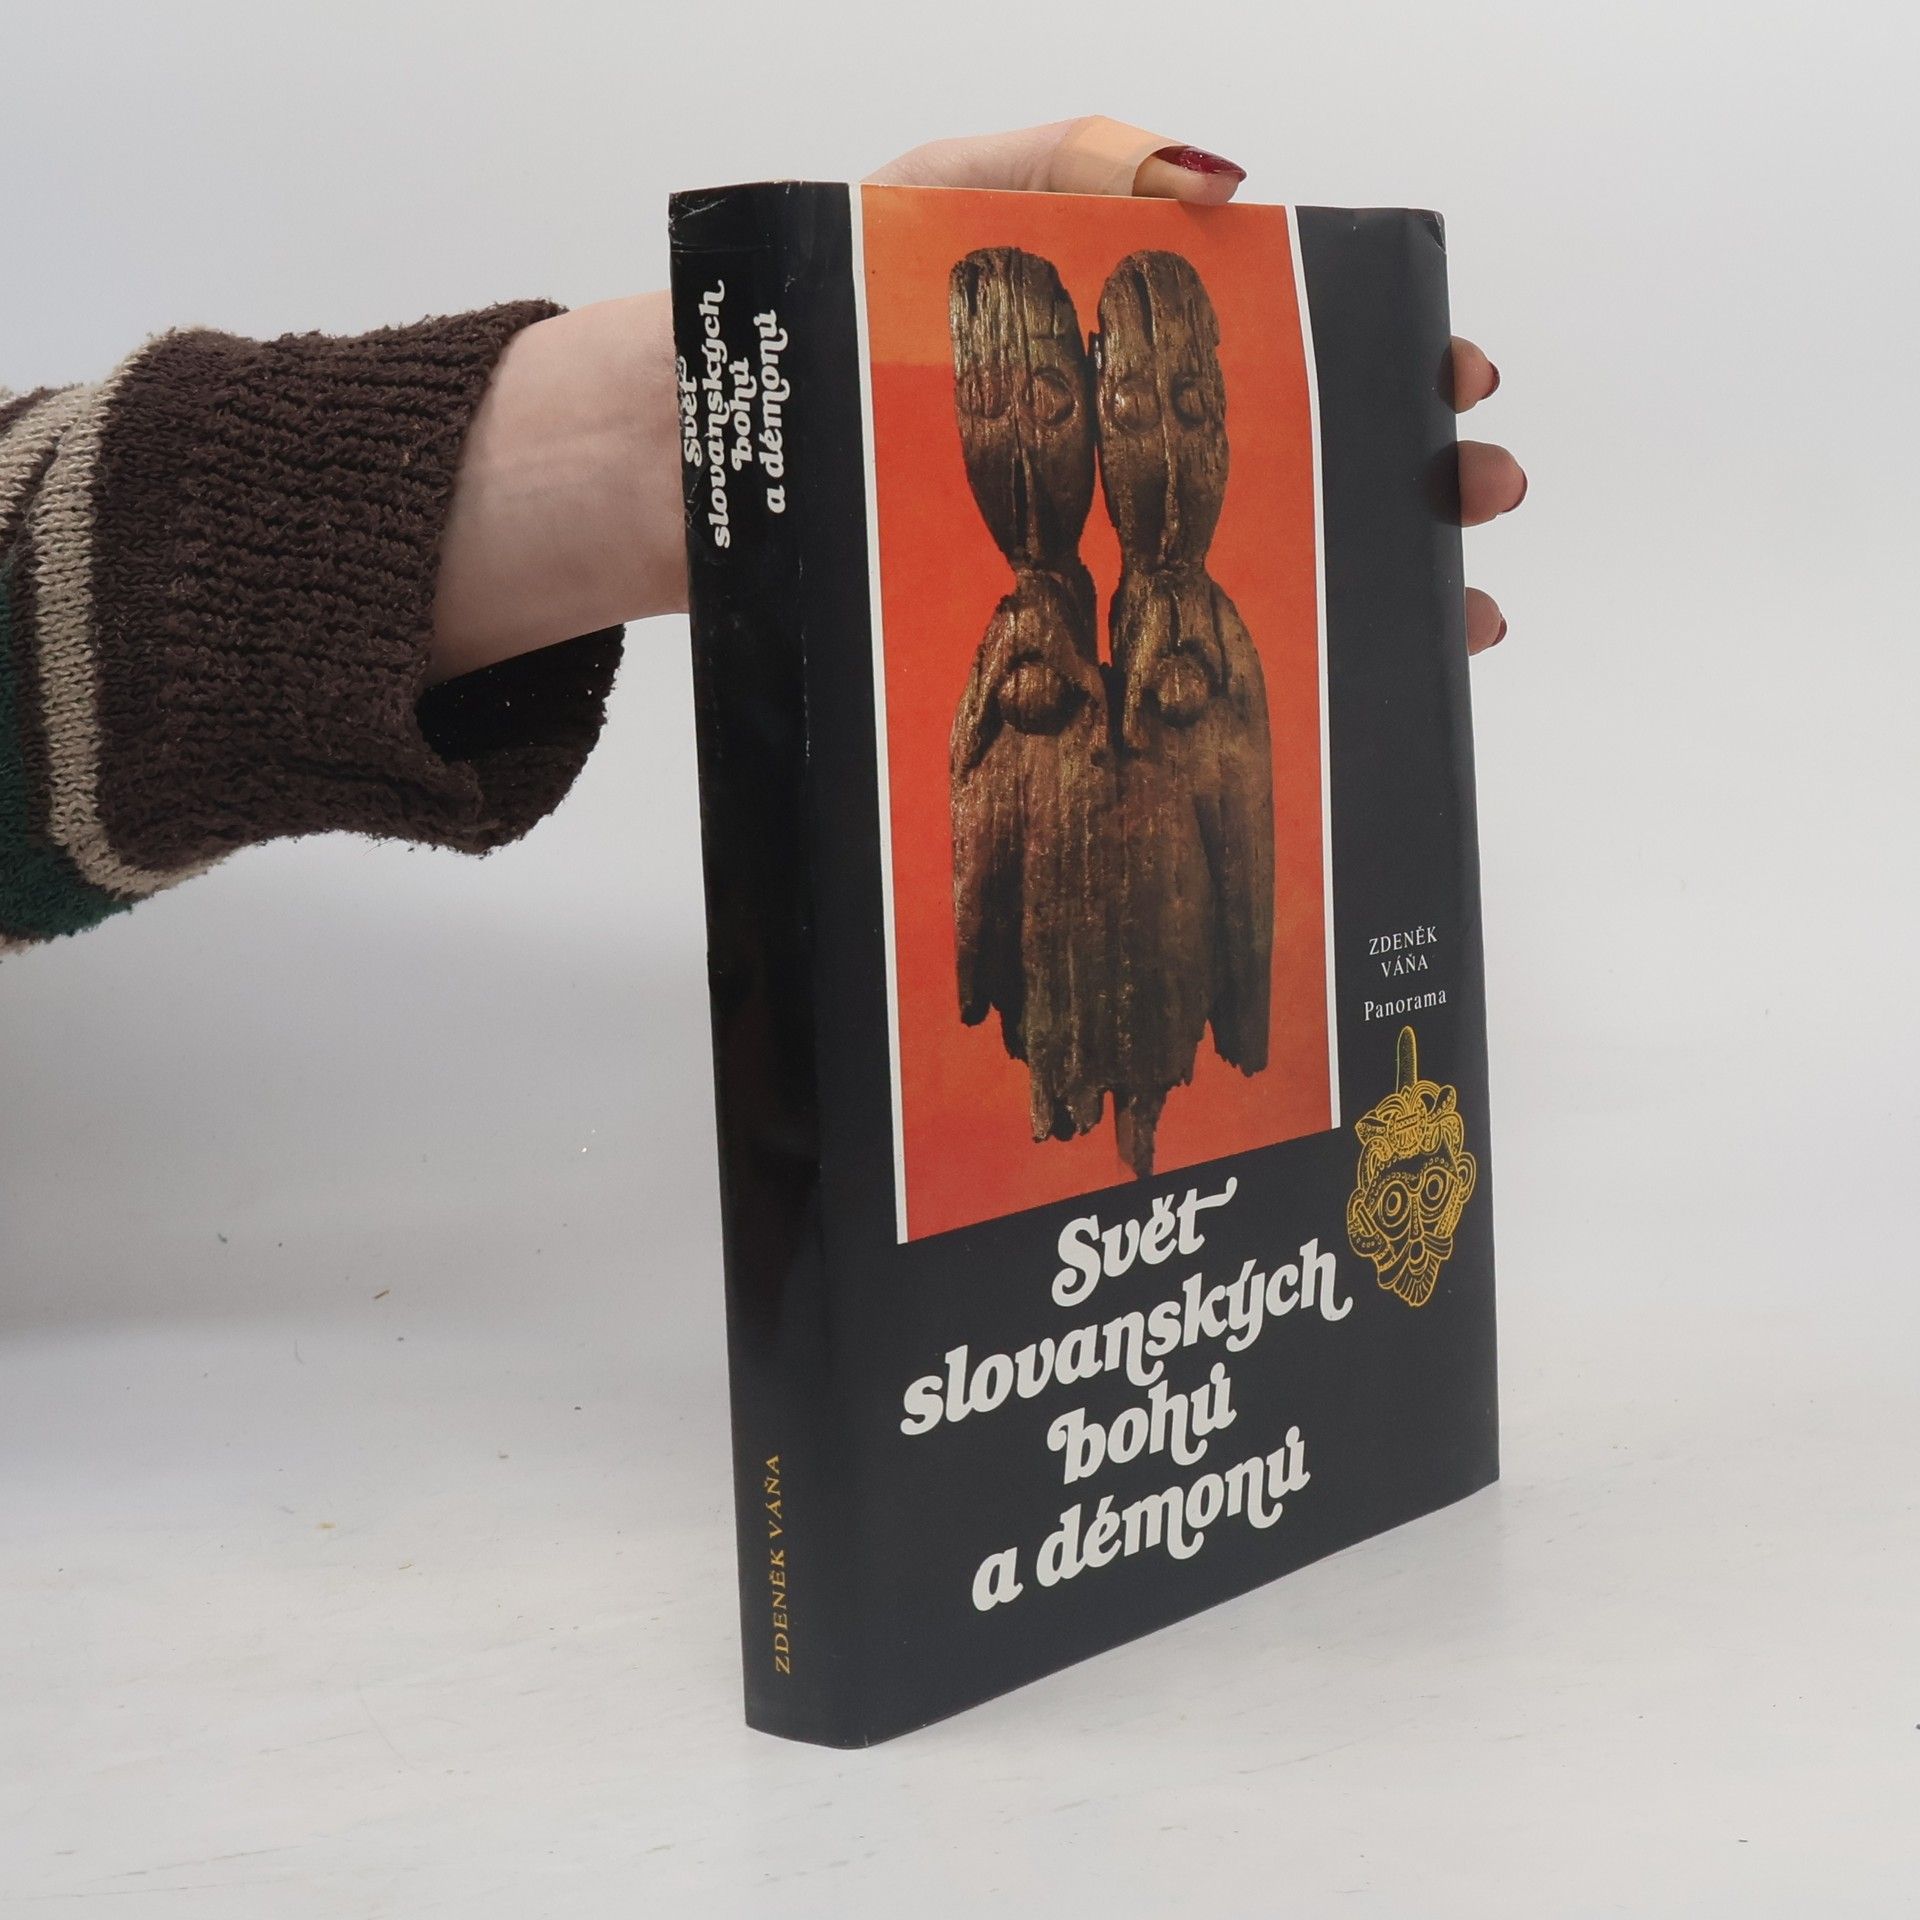 Svět
slovanských
bohů
a démonů
ZDENĚK VÁŇA
ZDENĚK
VÁŇA
Panorama
Svět
slovanských
bohů
a démonů